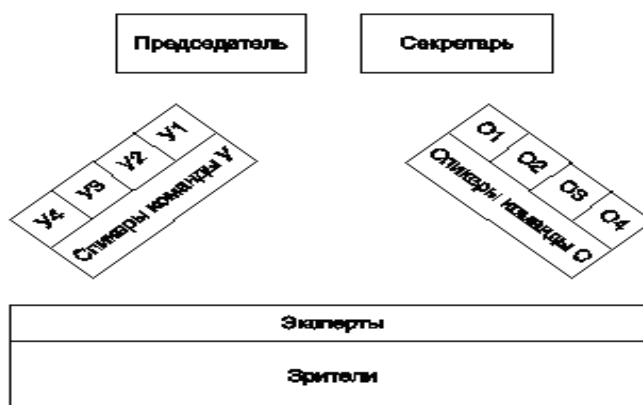 Председатель
Секретарь
У1
У2
У3
У4
Спикеры команды У
О1
О2
О3
О4
Спикеры команды О
Эксперты
Зрители